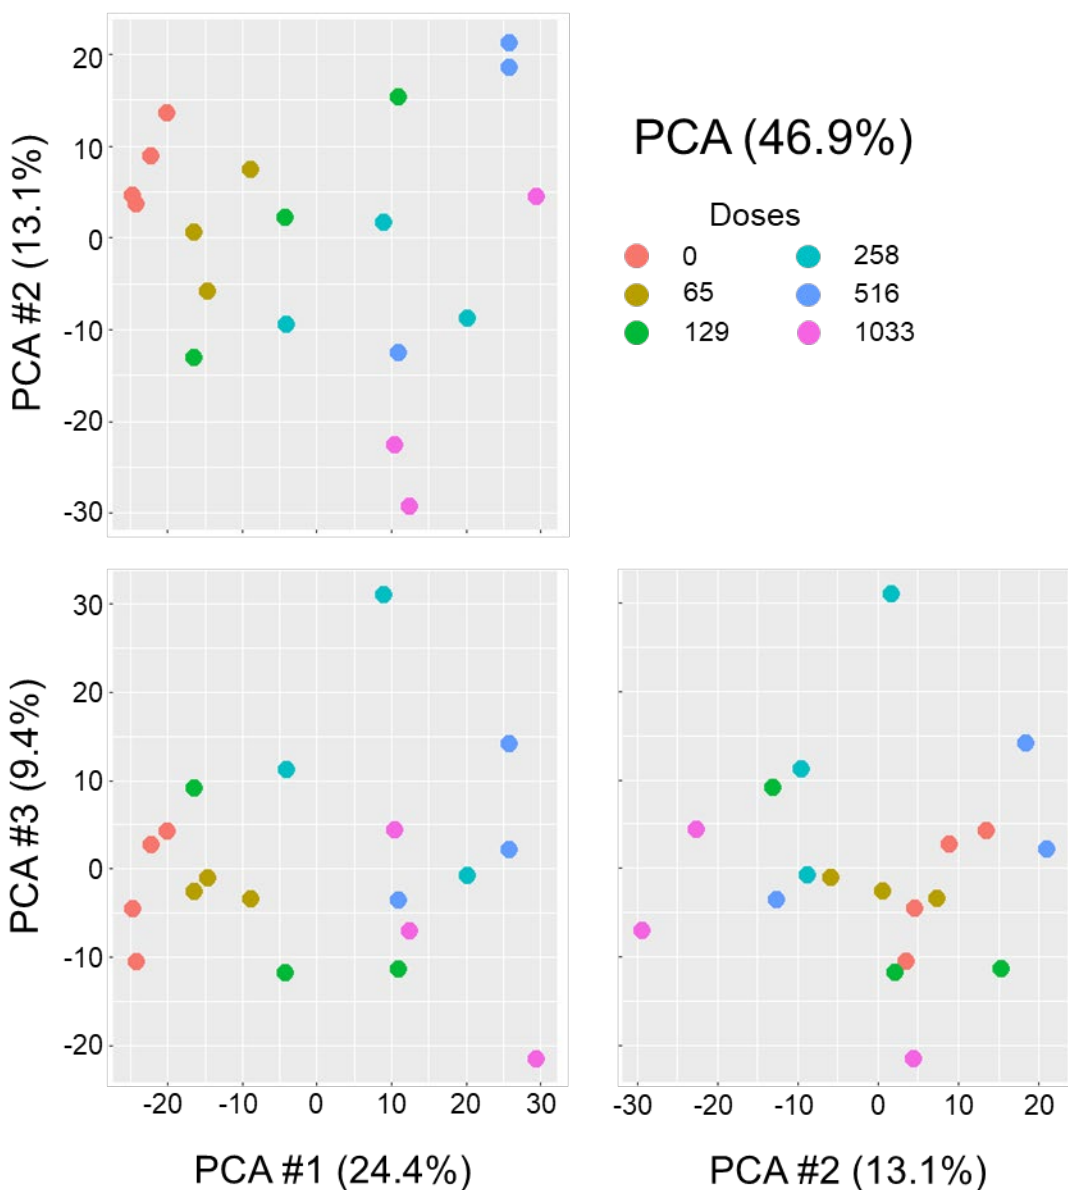 PCA (46.9%)
Doses
0 258
65 516
129 1033
PCA #2 (13.1%)
20
10
0
-10
-20
-30
PCA #3 (9.4%)
30
20
10
0
-10
-20
-20 -10 0 10 20 30
PCA #1 (24.4%)
-30 -20 -10 0 10 20
PCA #2 (13.1%)